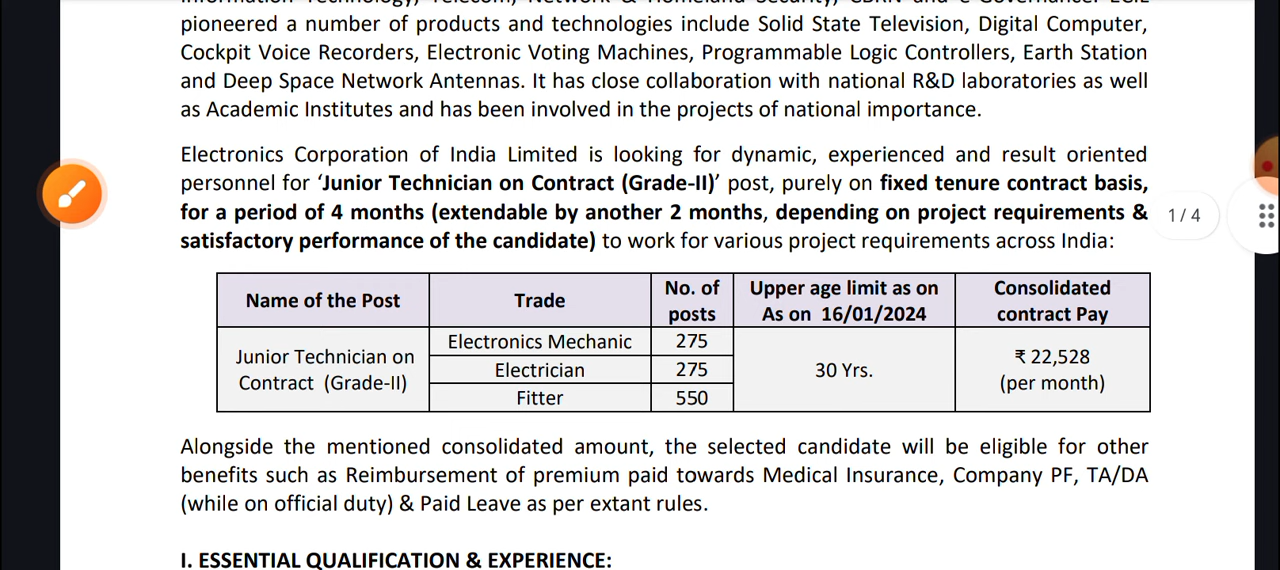 pioneered a number of products and technologies include Solid State Television, Digital Computer,
Cockpit Voice Recorders, Electronic Voting Machines, Programmable Logic Controllers, Earth Station
and Deep Space Network Antennas. It has close collaboration with national R&D laboratories as well
as Academic Institutes and has been involved in the projects of national importance.
Electronics Corporation of India Limited is looking for dynamic, experienced and result oriented
personnel for ‘Junior Technician on Contract (Grade-II)’ post, purely on fixed tenure contract basis,
for a period of 4 months (extendable by another 2 months, depending on project requirements &
satisfactory performance of the candidate) to work for various project requirements across India:
1 / 4
Name of the Post Trade No. of posts Upper age limit as on As on 16/01/2024 Consolidated contract Pay
Junior Technician on Contract (Grade-II) Electronics Mechanic 275 30 Yrs. ₹ 22,528 (per month)
Electrician 275
Fitter 550
Alongside the mentioned consolidated amount, the selected candidate will be eligible for other
benefits such as Reimbursement of premium paid towards Medical Insurance, Company PF, TA/DA
(while on official duty) & Paid Leave as per extant rules.
I. ESSENTIAL QUALIFICATION & EXPERIENCE: